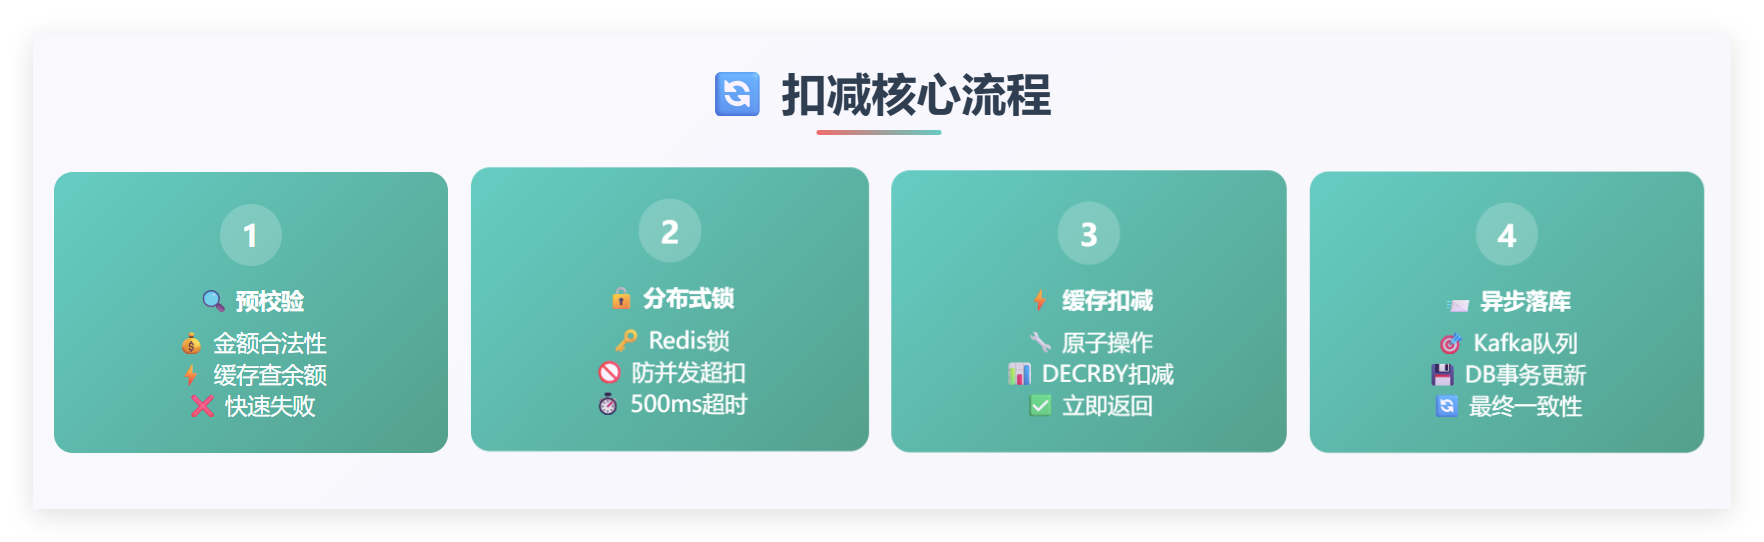 扣减核心流程
1
预校验
金额合法性
缓存查余额
快速失败
2
分布式锁
Redis锁
防并发超扣
500ms超时
3
缓存扣减
原子操作
DECRBY扣减
立即返回
4
异步落库
Kafka队列
DB事务更新
最终一致性